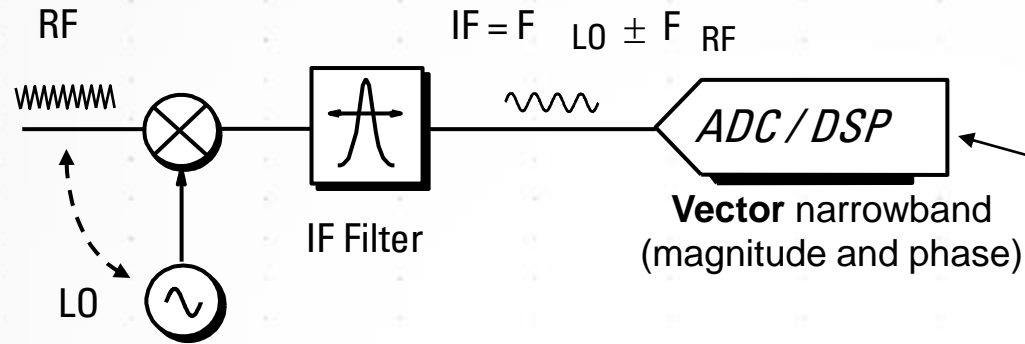 RF
IF = F LO ± F RF
ADC / DSP
Vector narrowband
(magnitude and phase)
IF Filter
LO